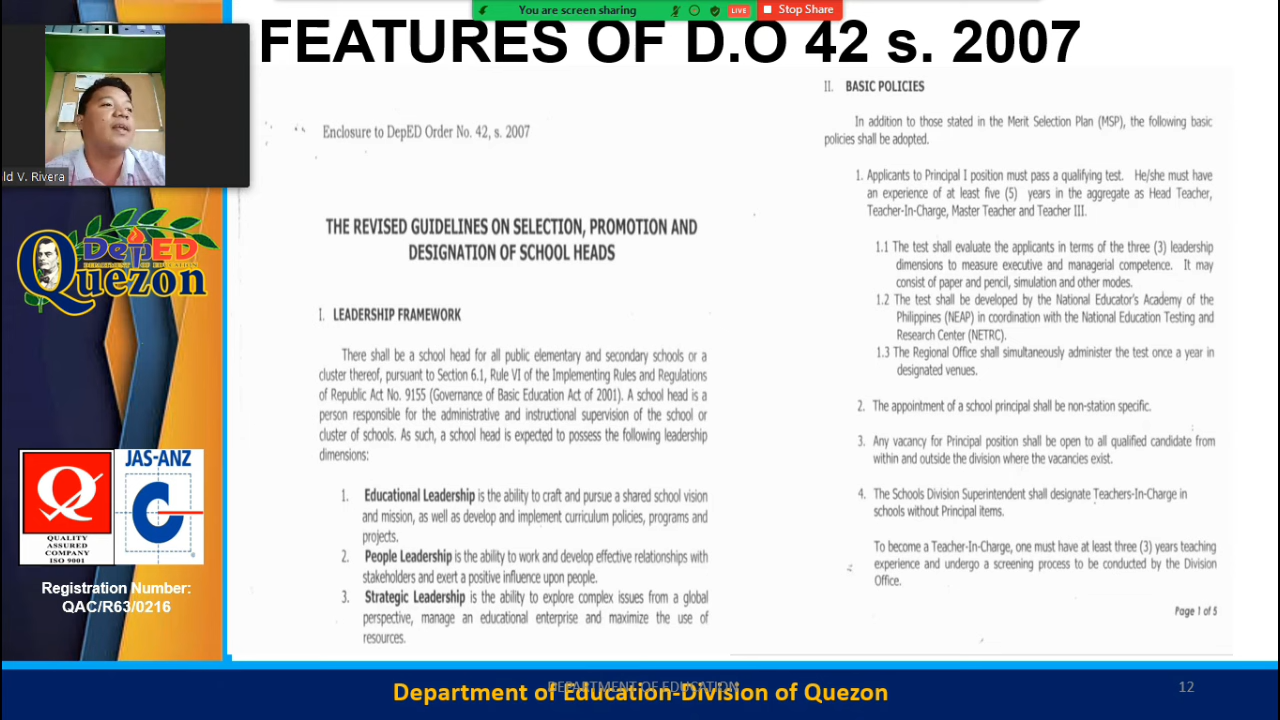 You are screen sharing
LIVE
Stop Share
FEATURES OF D.O 42 s. 2007
ld V. Rivera
DepED
DEPARTMENT OF EDUCATION
Quezon
QUALITY
ASSURED
COMPANY
ISO 9001
JAS-ANZ
Registration Number:
QAC/R63/0216
Enclosure to DepED Order No. 42, s. 2007
THE REVISED GUIDELINES ON SELECTION, PROMOTION AND
DESIGNATION OF SCHOOL HEADS
I. LEADERSHIP FRAMEWORK
There shall be a school head for all public elementary and secondary schools or a
cluster thereof, pursuant to Section 6.1, Rule VI of the Implementing Rules and Regulations
of Republic Act No. 9155 (Governance of Basic Education Act of 2001). A school head is a
person responsible for the administrative and instructional supervision of the school or
cluster of schools. As such, a school head is expected to possess the following leadership
dimensions:
1. Educational Leadership is the ability to craft and pursue a shared school vision
and mission, as well as develop and implement curriculum policies, programs and
projects.
2. People Leadership is the ability to work and develop effective relationships with
stakeholders and exert a positive influence upon people.
3. Strategic Leadership is the ability to explore complex issues from a global
perspective, manage an educational enterprise and maximize the use of
resources.
II. BASIC POLICIES
In addition to those stated in the Merit Selection Plan (MSP), the following basic
policies shall be adopted.
1. Applicants to Principal I position must pass a qualifying test. He/she must have
an experience of at least five (5) years in the aggregate as Head Teacher,
Teacher-In-Charge, Master Teacher and Teacher III.
1.1 The test shall evaluate the applicants in terms of the three (3) leadership
dimensions to measure executive and managerial competence. It may
consist of paper and pencil, simulation and other modes.
1.2 The test shall be developed by the National Educator's Academy of the
Philippines (NEAP) in coordination with the National Education Testing and
Research Center (NETRC).
1.3 The Regional Office shall simultaneously administer the test once a year in
designated venues.
2. The appointment of a school principal shall be non-station specific.
3. Any vacancy for Principal position shall be open to all qualified candidate from
within and outside the division where the vacancies exist.
4. The Schools Division Superintendent shall designate Teachers-In-Charge in
schools without Principal items.
To become a Teacher-In-Charge, one must have at least three (3) years teaching
experience and undergo a screening process to be conducted by the Division
Office.
Page 1 of 5
DEPARTMENT OF EDUCATION
Department of Education-Division of Quezon
12